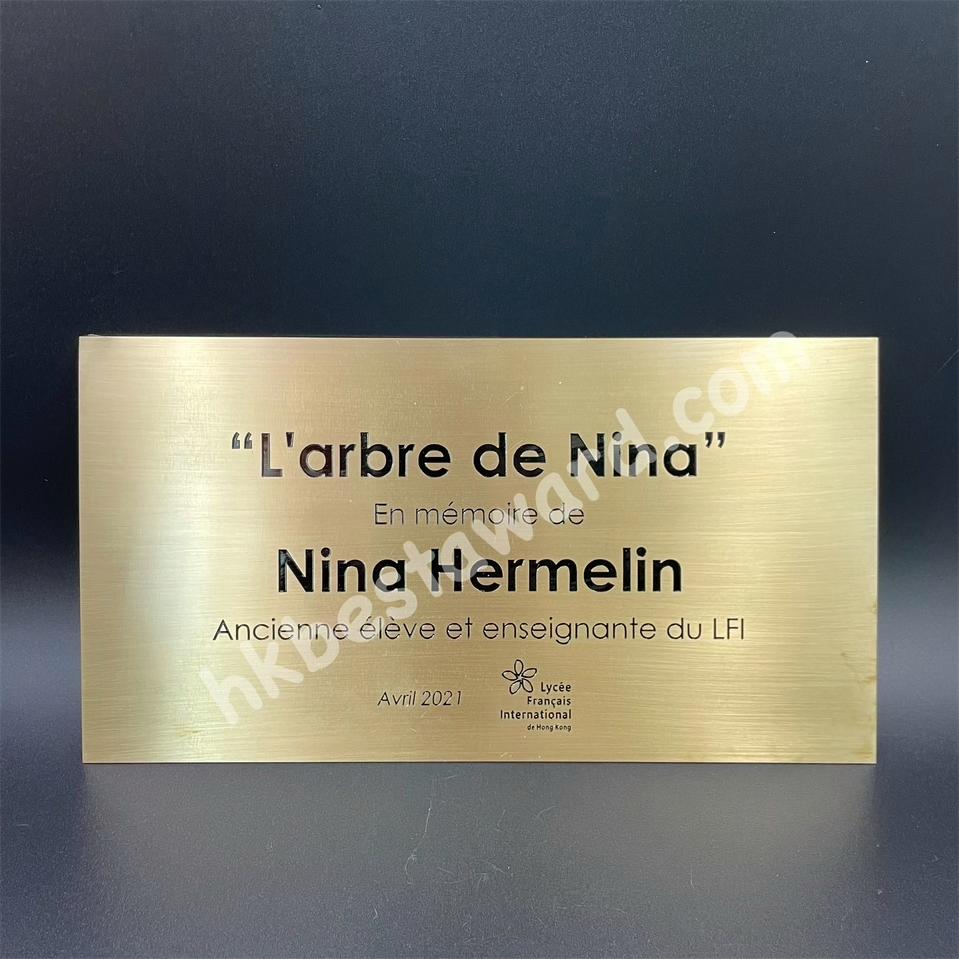 “L'arbre de Nina”
En mémoire de
Nina Hermelin
Ancienne élève et enseignante du LFI
Avril 2021
Lycée
Français
International
de Hong Kong
hkbestaward.com